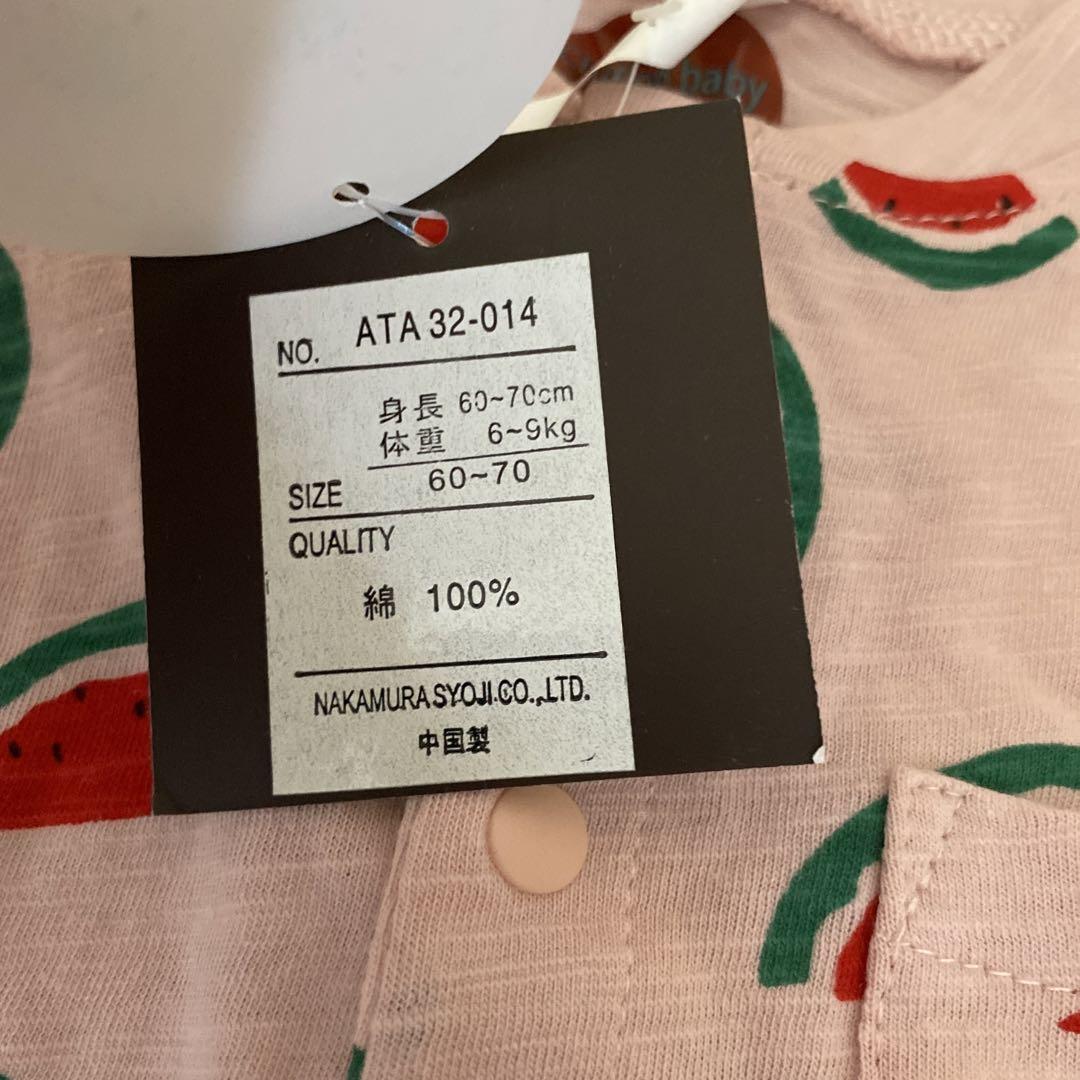 baby
NO. ATA 32-014
身長 60~70cm
体重 6~9kg
SIZE 60~70
QUALITY
綿 100%
NAKAMURA SYOJI.CO.,LTD.
中国製